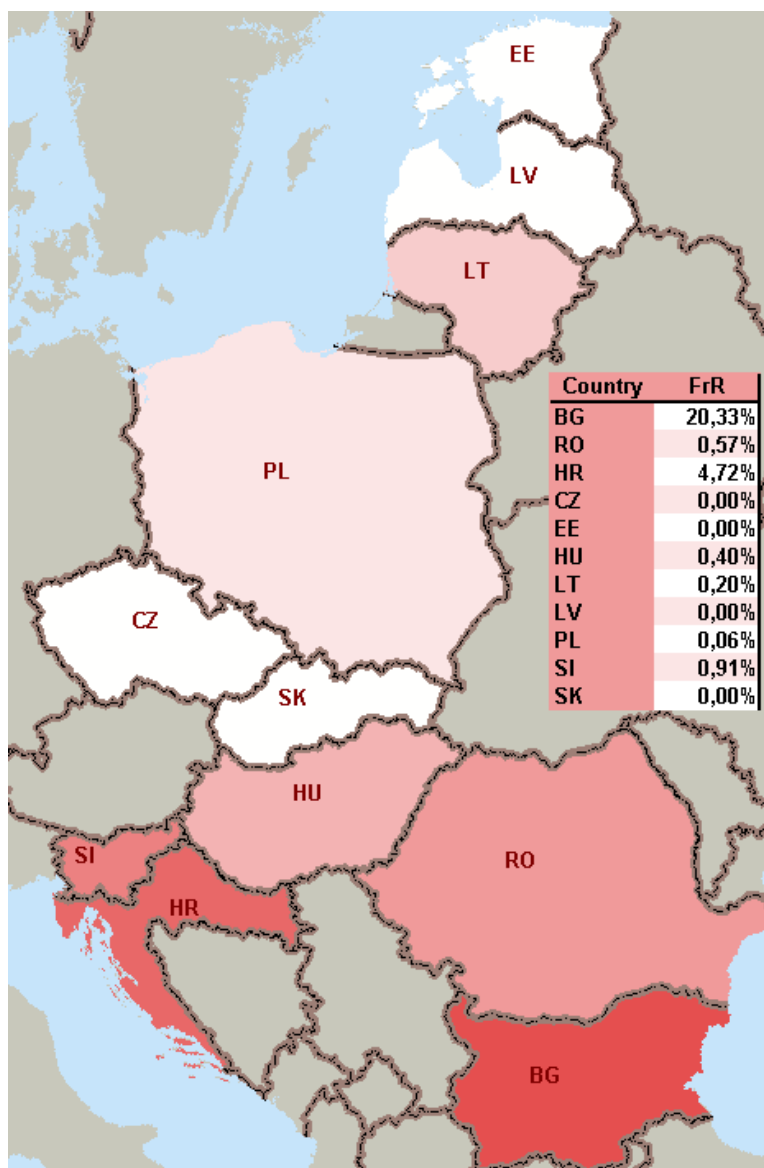 EE
LV
LT
Country FrR
BG 20,33%
RO 0,57%
HR 4,72%
CZ 0,00%
EE 0,00%
HU 0,40%
LT 0,20%
LV 0,00%
PL 0,06%
SI 0,91%
SK 0,00%
PL
CZ
SK
HU
SI
RO
HR
BG